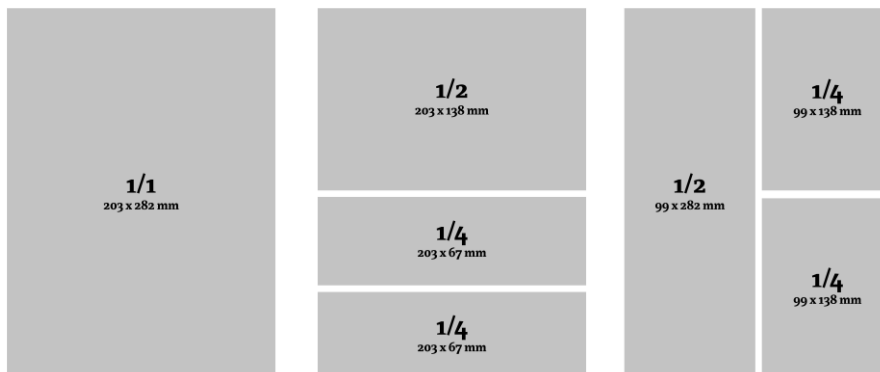 1/1
203 x 282 mm
1/2
203 x 138 mm
1/4
203 x 67 mm
1/4
203 x 67 mm
1/2
99 x 282 mm
1/4
99 x 138 mm
1/4
99 x 138 mm